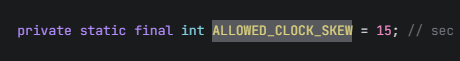 private static final int ALLOWED_CLOCK_SKEW = 15; // sec